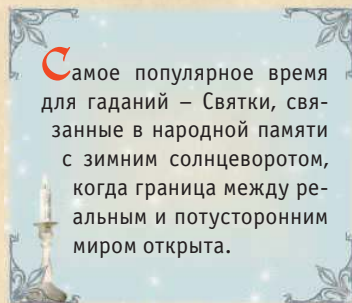 Самое популярное время
для гаданий – Святки, свя-
занные в народной памяти
с зимним солнцеворотом,
когда граница между ре-
альным и потусторонним
миром открыта.